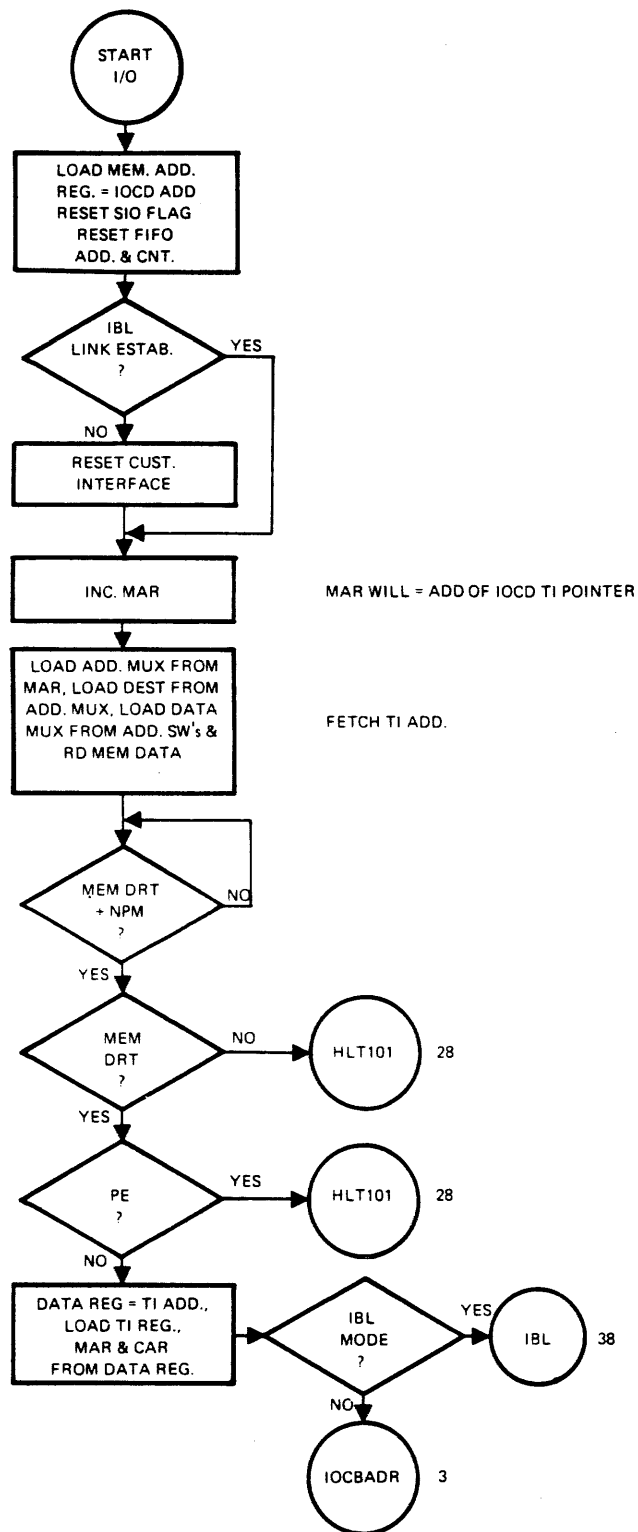 START
I/O
LOAD MEM. ADD.
REG. = IOCD ADD
RESET SIO FLAG
RESET FIFO
ADD. & CNT.
IBL
LINK ESTAB.
?
YES
NO
RESET CUST.
INTERFACE
INC. MAR
MAR WILL = ADD OF IOCD TI POINTER
LOAD ADD. MUX FROM
MAR, LOAD DEST FROM
ADD. MUX, LOAD DATA
MUX FROM ADD. SW's &
RD MEM DATA
FETCH TI ADD.
MEM DRT
+ NPM
?
NO
YES
MEM
DRT
?
NO
HLT101
28
YES
PE
?
YES
HLT101
28
NO
DATA REG = TI ADD.,
LOAD TI REG.,
MAR & CAR
FROM DATA REG.
IBL
MODE
?
YES
IBL
38
NO
IOCBADR
3